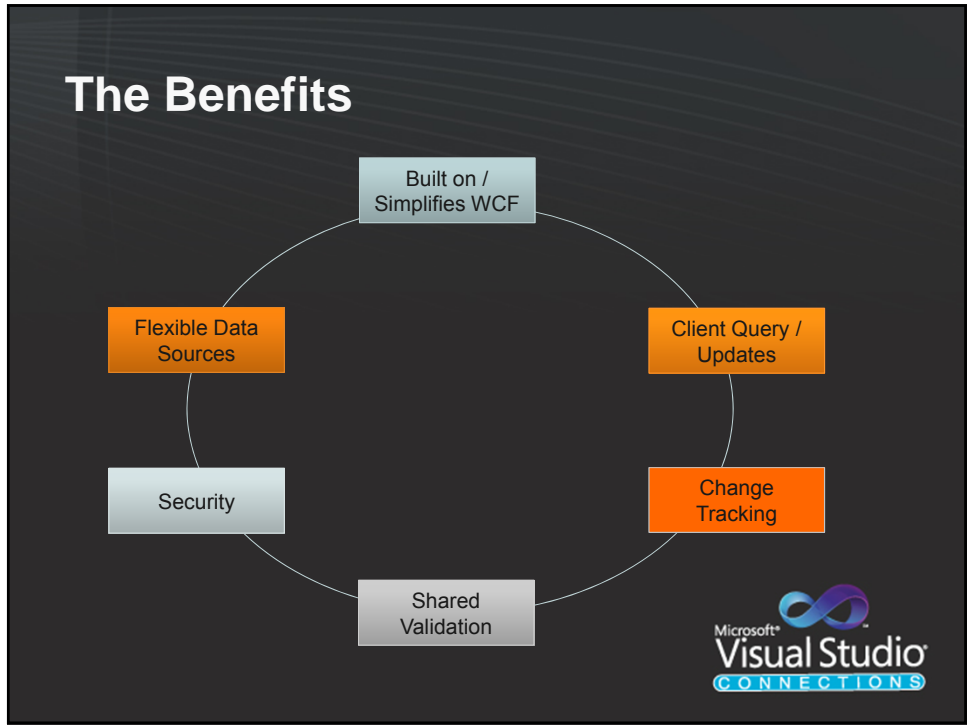 The Benefits
Built on /
Simplifies WCF
Flexible Data
Sources
Client Query /
Updates
Security
Change
Tracking
Shared
Validation
Microsoft®
Visual Studio®
CONNECTIONS